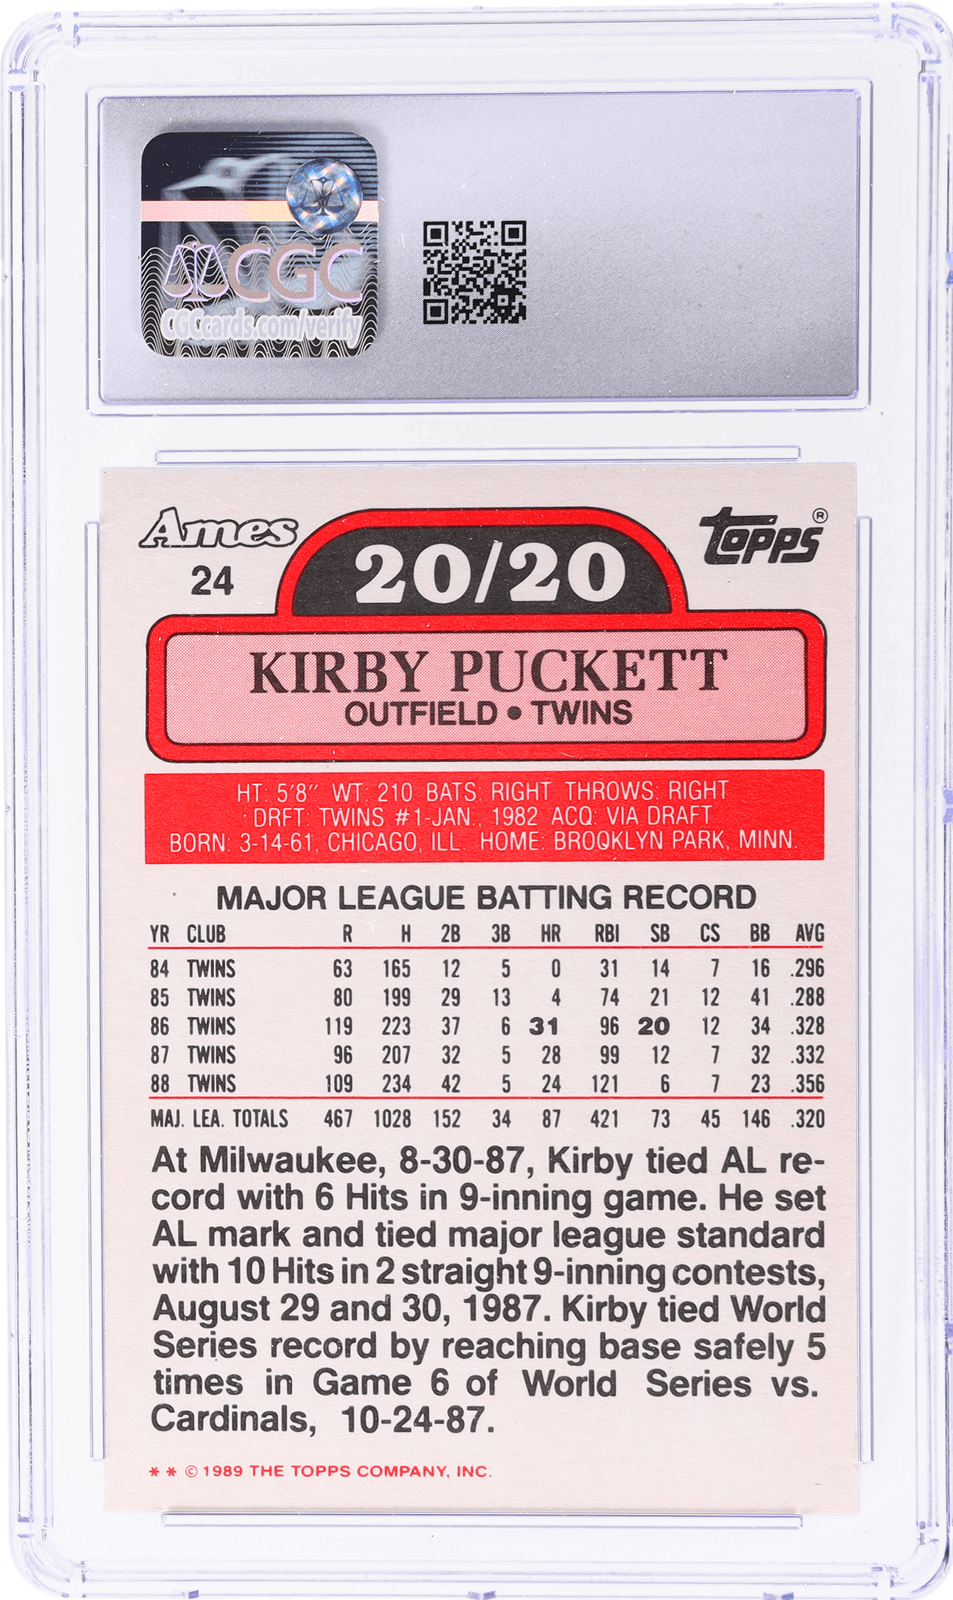 CGC
CGCcards.com/verify
Ames
24
20/20
TOPPS®
KIRBY PUCKETT
OUTFIELD • TWINS
HT: 5'8" WT: 210 BATS: RIGHT THROWS: RIGHT
DRFT: TWINS #1-JAN., 1982 ACQ: VIA DRAFT
BORN: 3-14-61, CHICAGO, ILL. HOME: BROOKLYN PARK, MINN.
MAJOR LEAGUE BATTING RECORD
YR CLUB R H 2B 3B HR RBI SB CS BB AVG
84 TWINS 63 165 12 5 0 31 14 7 16 .296
85 TWINS 80 199 29 13 4 74 21 12 41 .288
86 TWINS 119 223 37 6 31 96 20 12 34 .328
87 TWINS 96 207 32 5 28 99 12 7 32 .332
88 TWINS 109 234 42 5 24 121 6 7 23 .356
MAJ. LEA. TOTALS 467 1028 152 34 87 421 73 45 146 .320
At Milwaukee, 8-30-87, Kirby tied AL re-
cord with 6 Hits in 9-inning game. He set
AL mark and tied major league standard
with 10 Hits in 2 straight 9-inning contests,
August 29 and 30, 1987. Kirby tied World
Series record by reaching base safely 5
times in Game 6 of World Series vs.
Cardinals, 10-24-87.
* * © 1989 THE TOPPS COMPANY, INC.